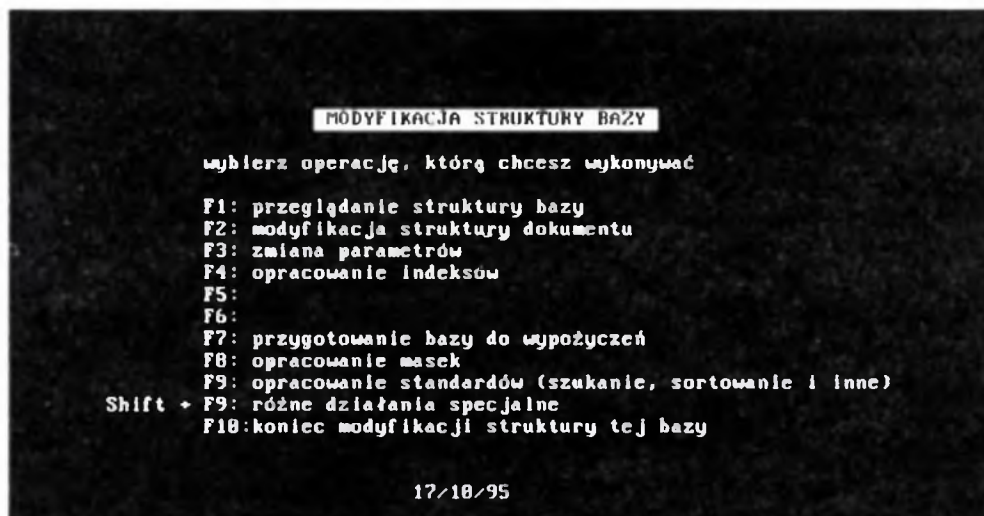 MODYFIKACJA STRUKTURY BAZY
wybierz operację, którą chcesz wykonywać
F1: przeglądanie struktury bazy
F2: modyfikacja struktury dokumentu
F3: zmiana parametrów
F4: opracowanie indeksów
F5:
F6:
F7: przygotowanie bazy do wypożyczeń
F8: opracowanie masek
F9: opracowanie standardów (szukanie, sortowanie i inne)
Shift + F9: różne działania specjalne
F10:koniec modyfikacji struktury tej bazy
17/10/95